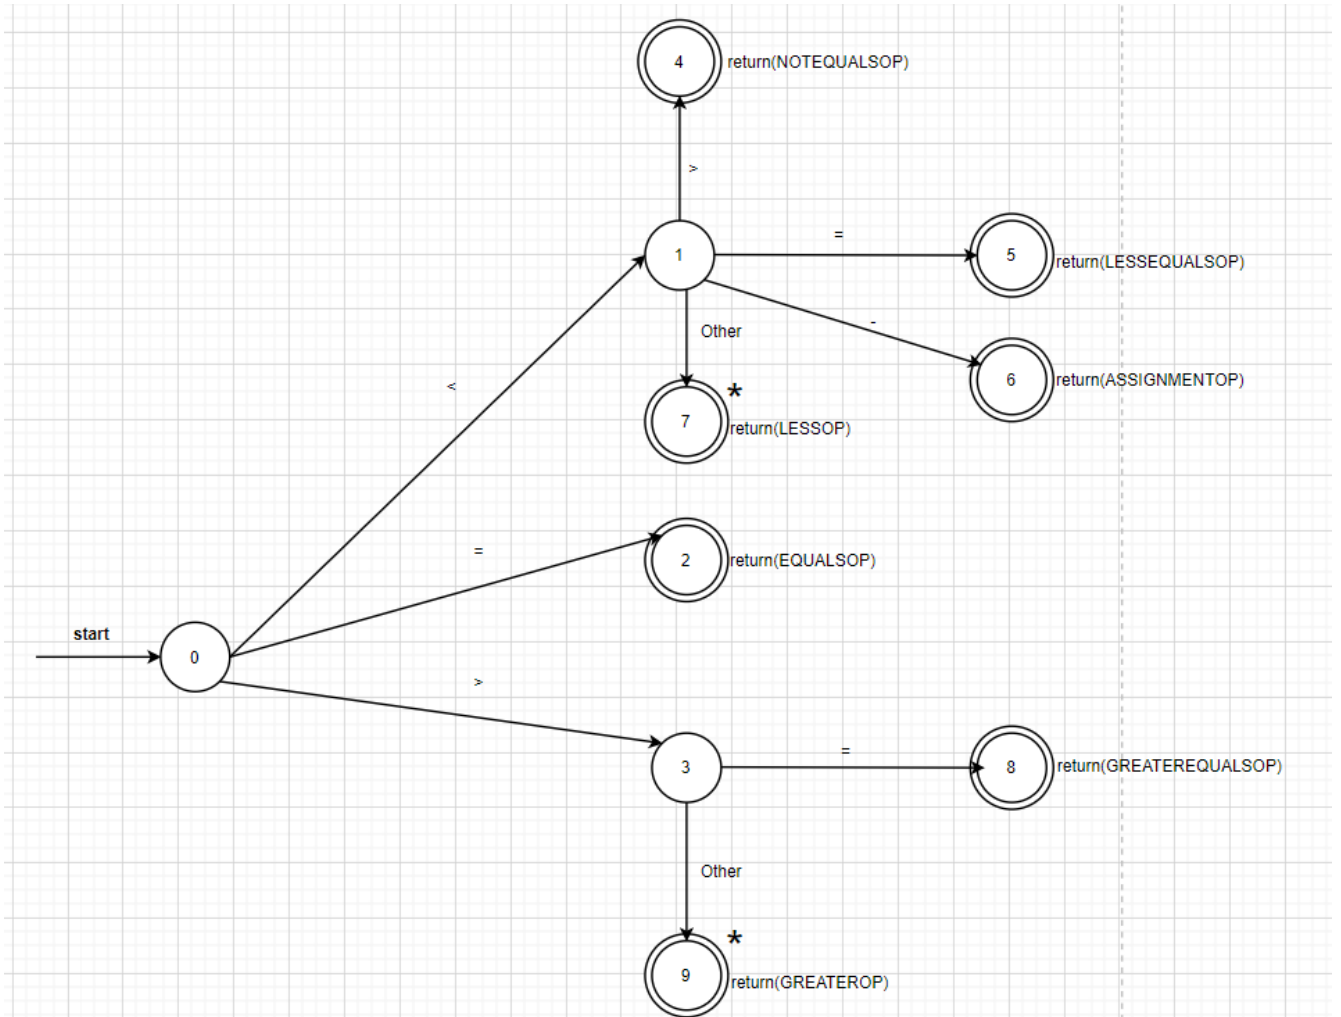 4 return(NOTEQUALSOP)
>
1
=
5
return(LESSEQUALSOP)
-
Other
6 return(ASSIGNMENTOP)
<
*
7
return(LESSOP)
=
2 return(EQUALSOP)
start
0
>
3
=
8 return(GREATEREQUALSOP)
Other
*
9
return(GREATEROP)